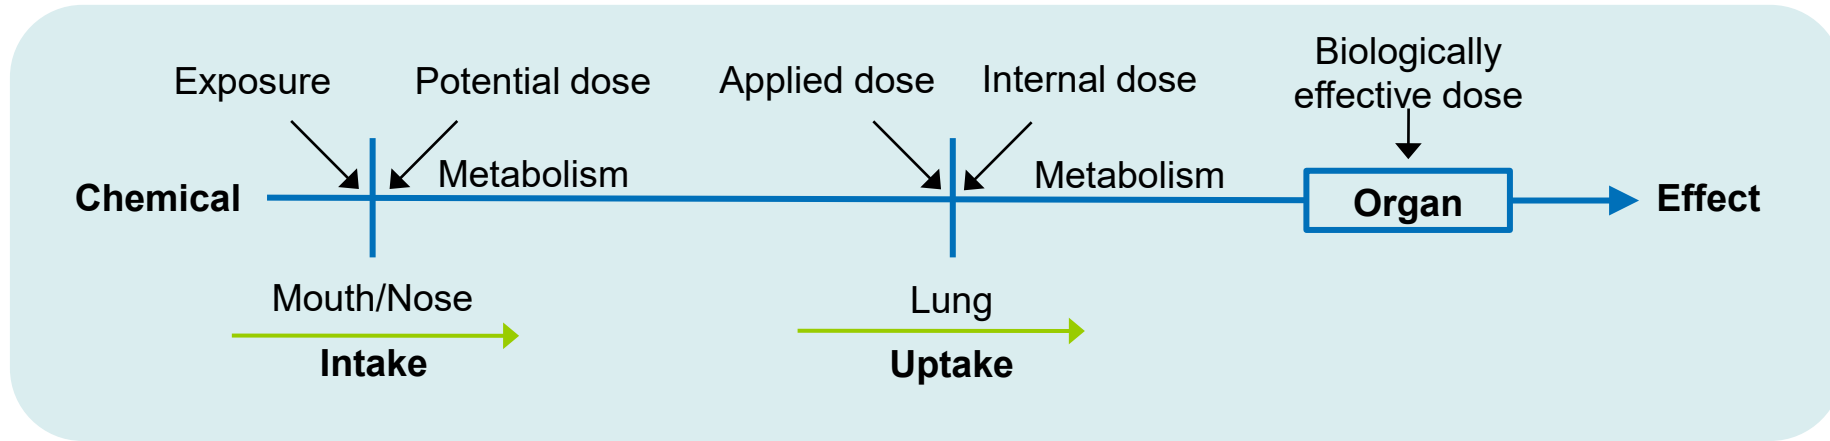 Exposure
Potential dose
Applied dose
Internal dose
Biologically
effective dose
Chemical
Metabolism
Metabolism
Organ
Effect
Mouth/Nose
Lung
Intake
Uptake